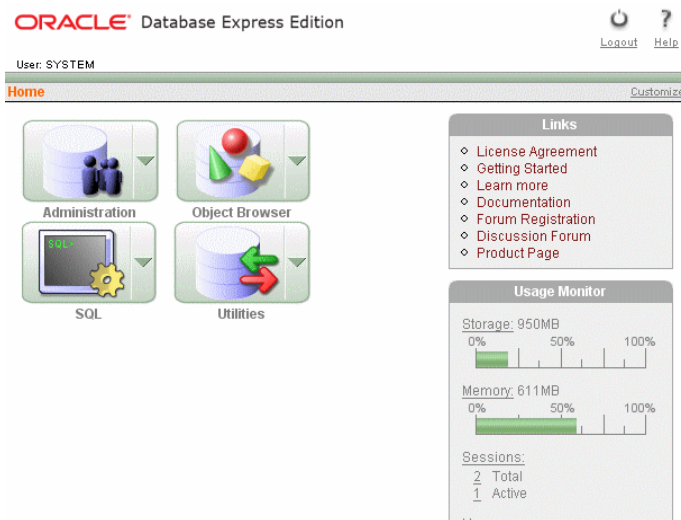 ORACLE® Database Express Edition
Logout Help
User: SYSTEM
Home
Customize
Administration
Object Browser
SQL>
SQL
Utilities
Links
License Agreement
Getting Started
Learn more
Documentation
Forum Registration
Discussion Forum
Product Page
Usage Monitor
Storage: 950MB
0% 50% 100%
Memory: 611MB
0% 50% 100%
Sessions:
2 Total
1 Active